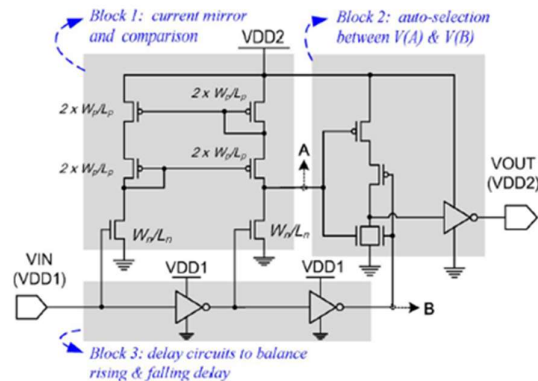 Block 1: current mirror
and comparison
Block 2: auto-selection
between V(A) & V(B)
VDD2
2 x Wp/Lp
2 x Wp/Lp
2 x Wp/Lp
2 x Wp/Lp
A
VOUT
(VDD2)
Wn/Ln
Wn/Ln
VIN
(VDD1)
VDD1
VDD1
B
Block 3: delay circuits to balance
rising & falling delay